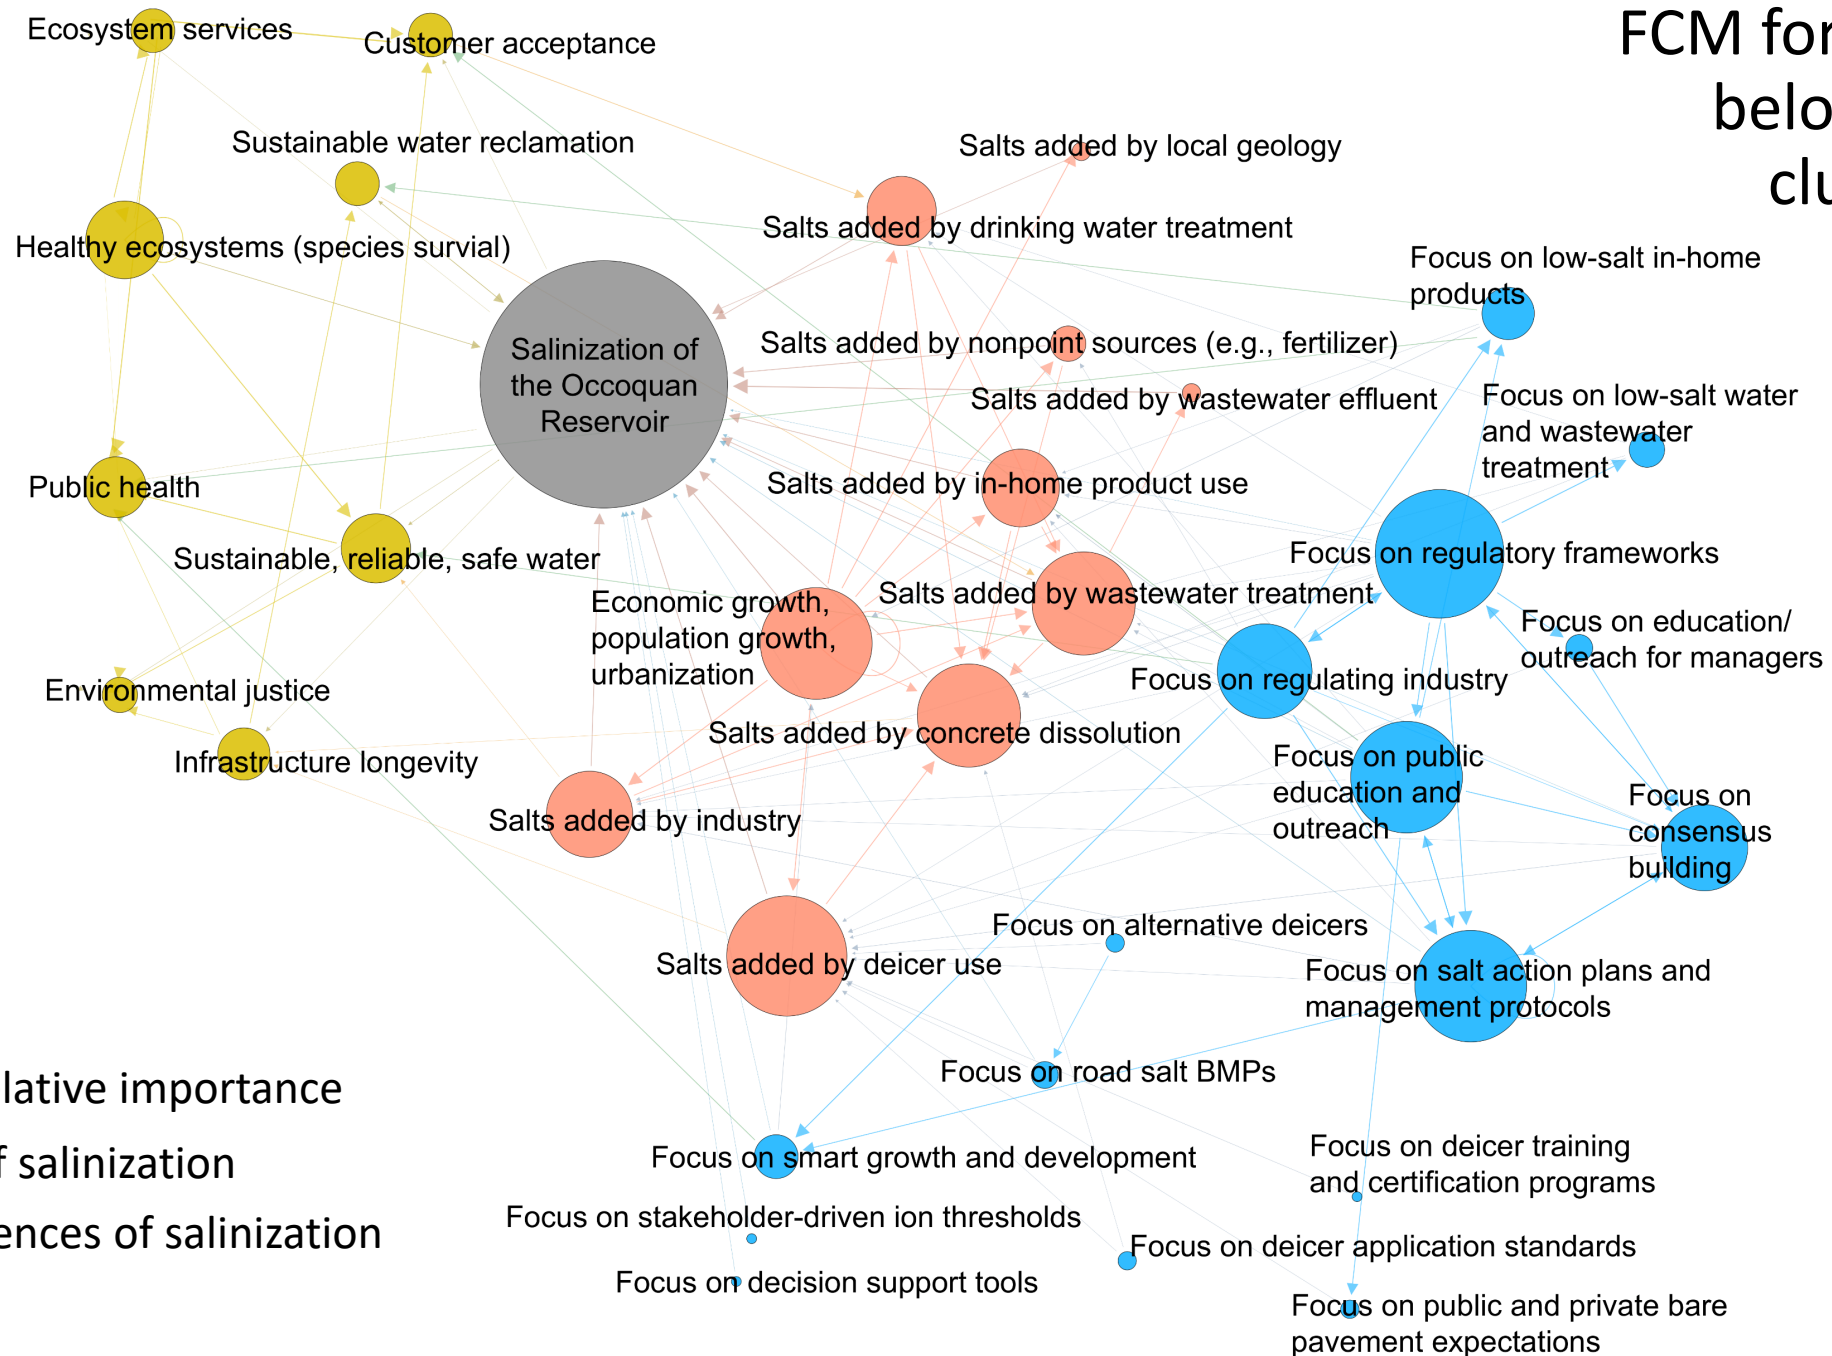 FCM for
belo
clu
Ecosystem services
Customer acceptance
Sustainable water reclamation
Salts added by local geology
Healthy ecosystems (species survial)
Salts added by drinking water treatment
Focus on low-salt in-home
products
Salinization of
the Occoquan
Reservoir
Salts added by nonpoint sources (e.g., fertilizer)
Salts added by wastewater effluent
Focus on low-salt water
and wastewater
treatment
Public health
Salts added by in-home product use
Sustainable, reliable, safe water
Focus on regulatory frameworks
Economic growth,
population growth,
urbanization
Salts added by wastewater treatment
Focus on education/
outreach for managers
Environmental justice
Focus on regulating industry
Infrastructure longevity
Salts added by concrete dissolution
Focus on public
education and
outreach
Focus on
consensus
building
Salts added by industry
Salts added by deicer use
Focus on alternative deicers
Focus on salt action plans and
management protocols
lative importance
f salinization
ences of salinization
Focus on road salt BMPs
Focus on smart growth and development
Focus on deicer training
and certification programs
Focus on stakeholder-driven ion thresholds
Focus on deicer application standards
Focus on decision support tools
Focus on public and private bare
pavement expectations